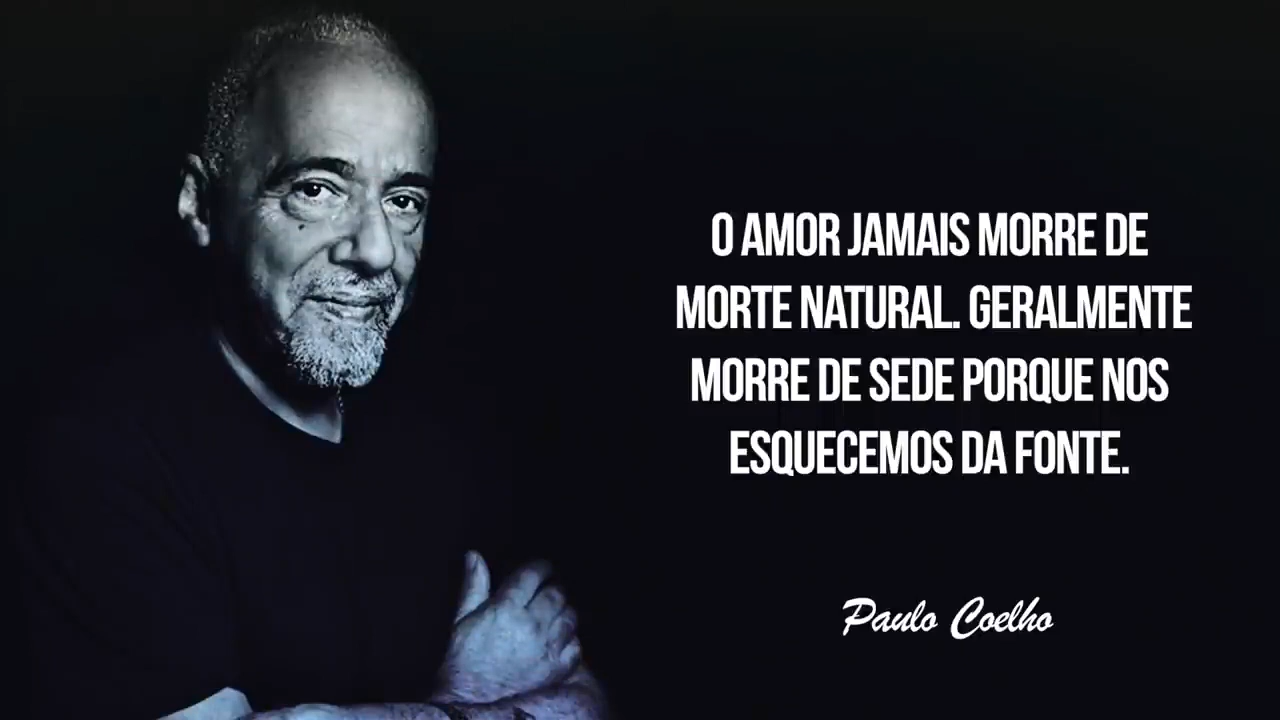 O AMOR JAMAIS MORRE DE
MORTE NATURAL. GERALMENTE
MORRE DE SEDE PORQUE NOS
ESQUECEMOS DA FONTE.
Paulo Coelho